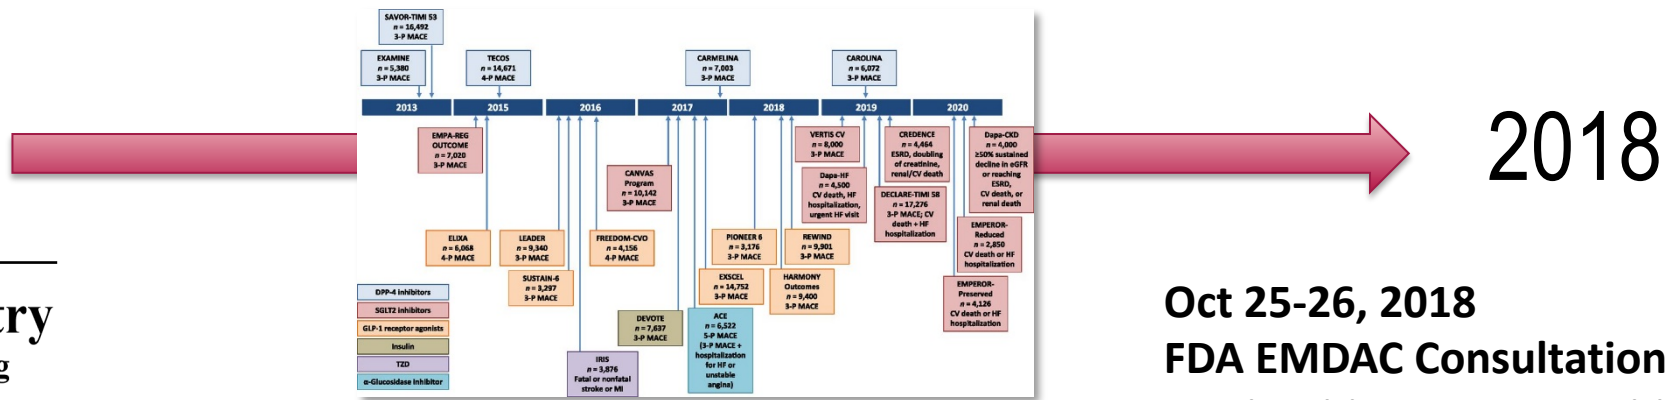 SAVOR-TIMI 53
n = 16,492
3-P MACE
EXAMINE
n = 5,380
3-P MACE
TECOS
n = 14,671
4-P MACE
CARMELINA
n = 7,003
3-P MACE
CAROLINA
n = 6,072
3-P MACE
2013 2015 2016 2017 2018 2019 2020
EMPA-REG
OUTCOME
n = 7,020
3-P MACE
CANVAS
Program
n = 10,142
3-P MACE
VERTIS CV
n = 8,000
3-P MACE
Dapa-HF
n = 4,500
CV death, HF
hospitalization,
urgent HF visit
CREDENCE
n = 4,464
ESRD, doubling
of creatinine,
renal/CV death
DECLARE-TIMI 58
n = 17,276
3-P MACE; CV
death + HF
hospitalization
Dapa-CKD
n = 4,000
≥50% sustained
decline in eGFR
or reaching
ESRD,
CV death, or
renal death
EMPEROR-
Reduced
n = 2,850
CV death or HF
hospitalization
EMPEROR-
Preserved
n = 4,126
CV death or HF
hospitalization
ELIXA
n = 6,068
4-P MACE
LEADER
n = 9,340
3-P MACE
SUSTAIN-6
n = 3,297
3-P MACE
FREEDOM-CVO
n = 4,156
4-P MACE
PIONEER 6
n = 3,176
3-P MACE
EXSCEL
n = 14,752
3-P MACE
REWIND
n = 9,901
3-P MACE
HARMONY
Outcomes
n = 9,400
3-P MACE
DEVOTE
n = 7,637
3-P MACE
ACE
n = 6,522
5-P MACE
(3-P MACE +
hospitalization
for HF or
unstable
angina)
IRIS
n = 3,876
Fatal or nonfatal
stroke or MI
DPP-4 inhibitors
SGLT2 inhibitors
GLP-1 receptor agonists
Insulin
TZD
α-Glucosidase inhibitor
2018
try
g
Oct 25-26, 2018
FDA EMDAC Consultation